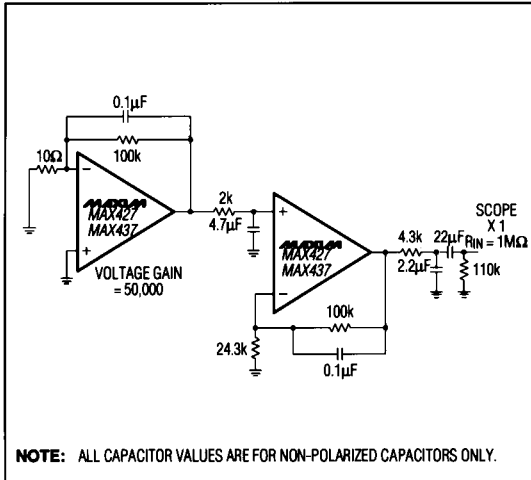 0.1µF
100k
10Ω
−
+
MAXIM
MAX427
MAX437
VOLTAGE GAIN
= 50,000
2k
4.7µF
+
−
MAXIM
MAX427
MAX437
4.3k
22µF
2.2µF
110k
SCOPE
X 1
RIN = 1MΩ
100k
24.3k
0.1µF
NOTE: ALL CAPACITOR VALUES ARE FOR NON-POLARIZED CAPACITORS ONLY.